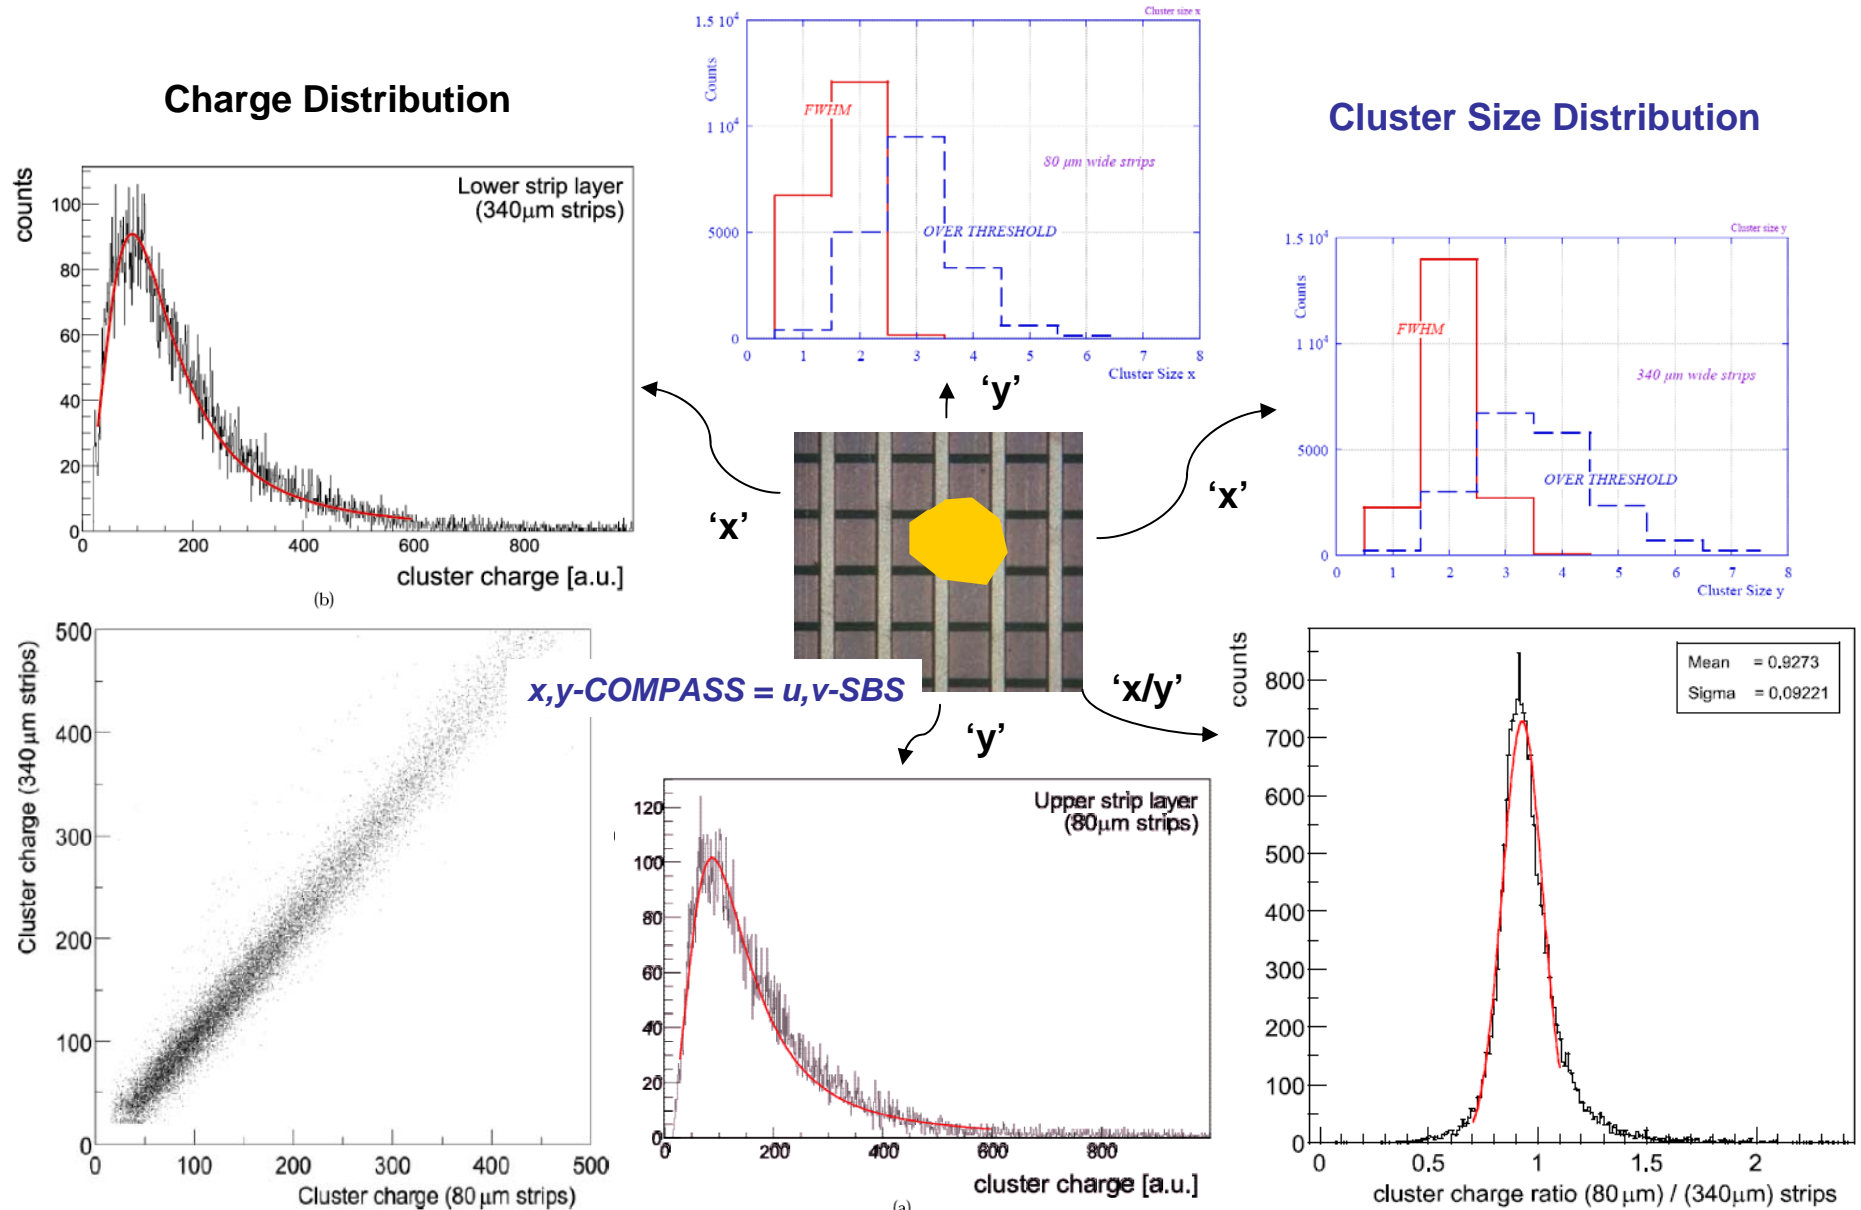 Charge Distribution
Cluster Size Distribution
Cluster size x
1.5 10⁴
Counts
FWHM
1 10⁴
80 µm wide strips
OVER THRESHOLD
5000
0
0 1 2 3 4 5 6 7 8
Cluster Size x
counts
Lower strip layer
(340µm strips)
100
80
60
40
20
0
0 200 400 600 800
cluster charge [a.u.]
(b)
Cluster size y
1.5 10⁴
Counts
FWHM
1 10⁴
340 µm wide strips
5000
OVER THRESHOLD
0
0 1 2 3 4 5 6 7 8
Cluster Size y
‘y’
‘x’
‘x’
‘x/y’
‘y’
x,y-COMPASS = u,v-SBS
Cluster charge (340 µm strips)
500
400
300
200
100
0
0 100 200 300 400 500
Cluster charge (80 µm strips)
Upper strip layer
(80µm strips)
120
100
80
60
40
20
0
0 200 400 600 800
cluster charge [a.u.]
(a)
counts
Mean = 0.9273
Sigma = 0.09221
800
700
600
500
400
300
200
100
0
0 0.5 1 1.5 2
cluster charge ratio (80 µm) / (340µm) strips